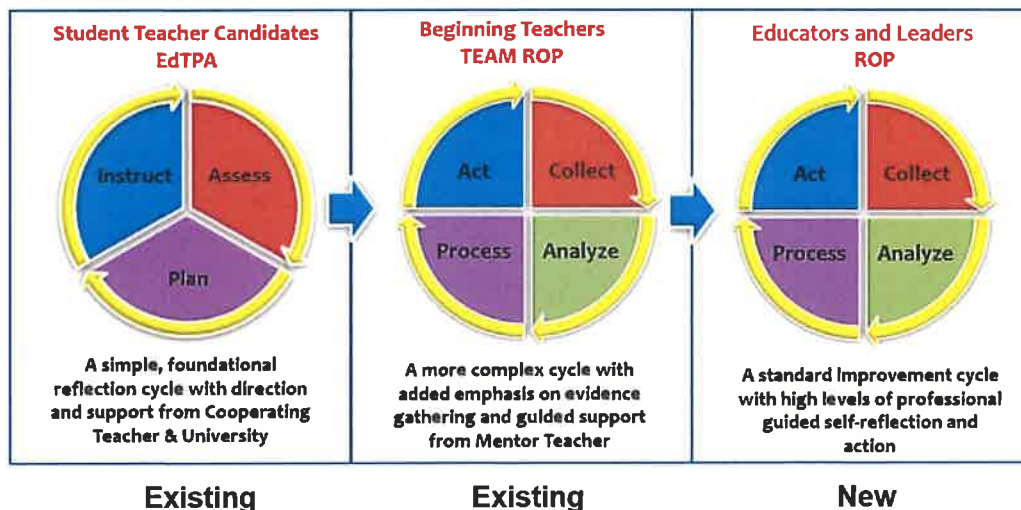 Student Teacher Candidates
EdTPA
Instruct
Assess
Plan
A simple, foundational
reflection cycle with direction
and support from Cooperating
Teacher & University
Existing
Beginning Teachers
TEAM ROP
Act
Collect
Process
Analyze
A more complex cycle with
added emphasis on evidence
gathering and guided support
from Mentor Teacher
Existing
Educators and Leaders
ROP
Act
Collect
Process
Analyze
A standard improvement cycle
with high levels of professional
guided self-reflection and
action
New